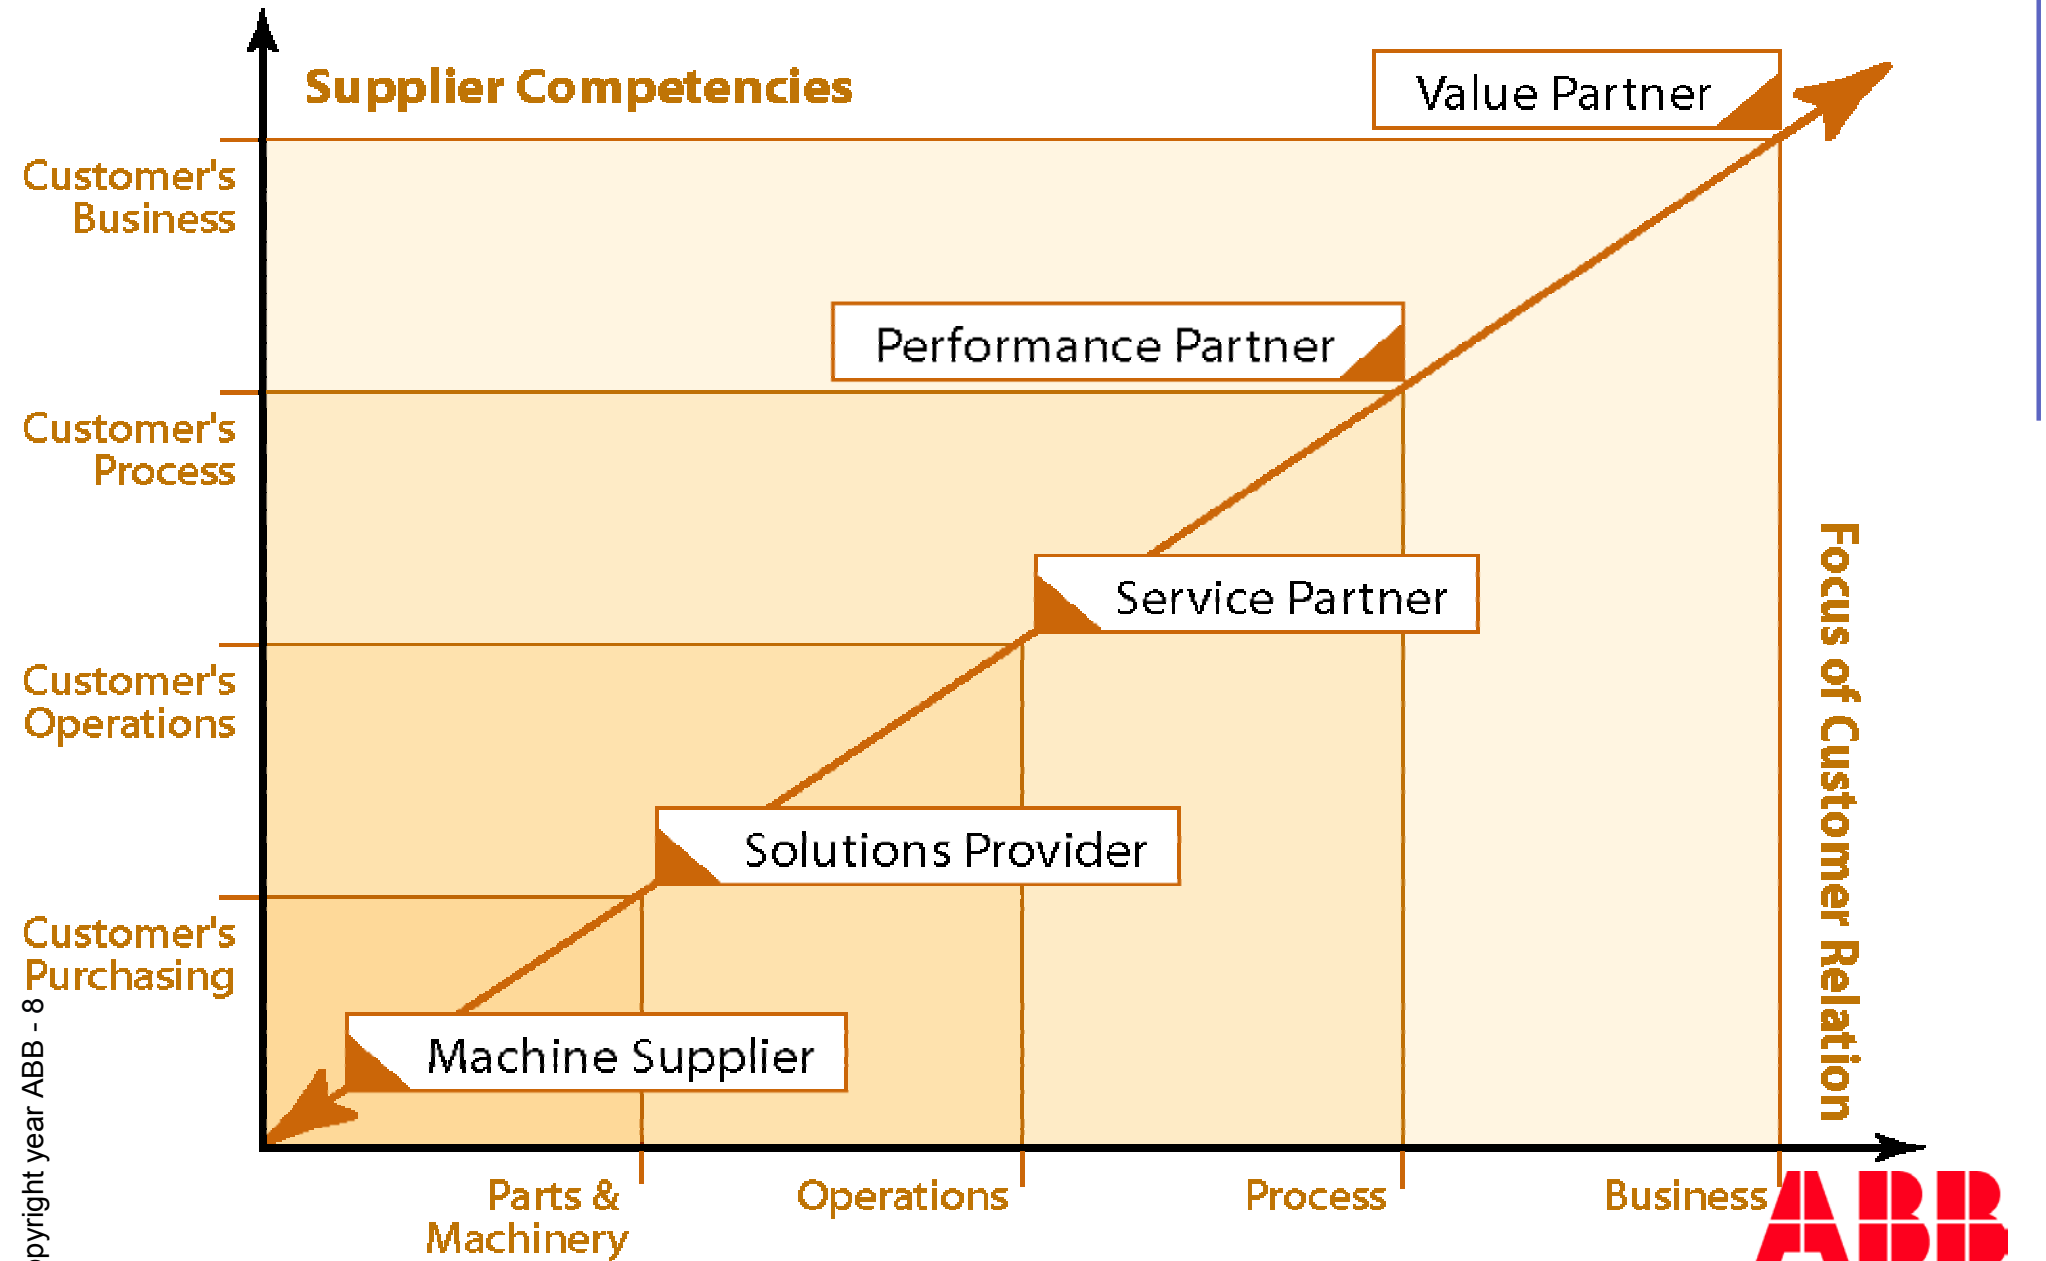 Supplier Competencies
Value Partner
Customer's
Business
Performance Partner
Customer's
Process
Service Partner
Customer's
Operations
Solutions Provider
Customer's
Purchasing
Machine Supplier
Focus of Customer Relation
Parts &
Machinery
Operations
Process
Business
ABB
opyright year ABB - 8